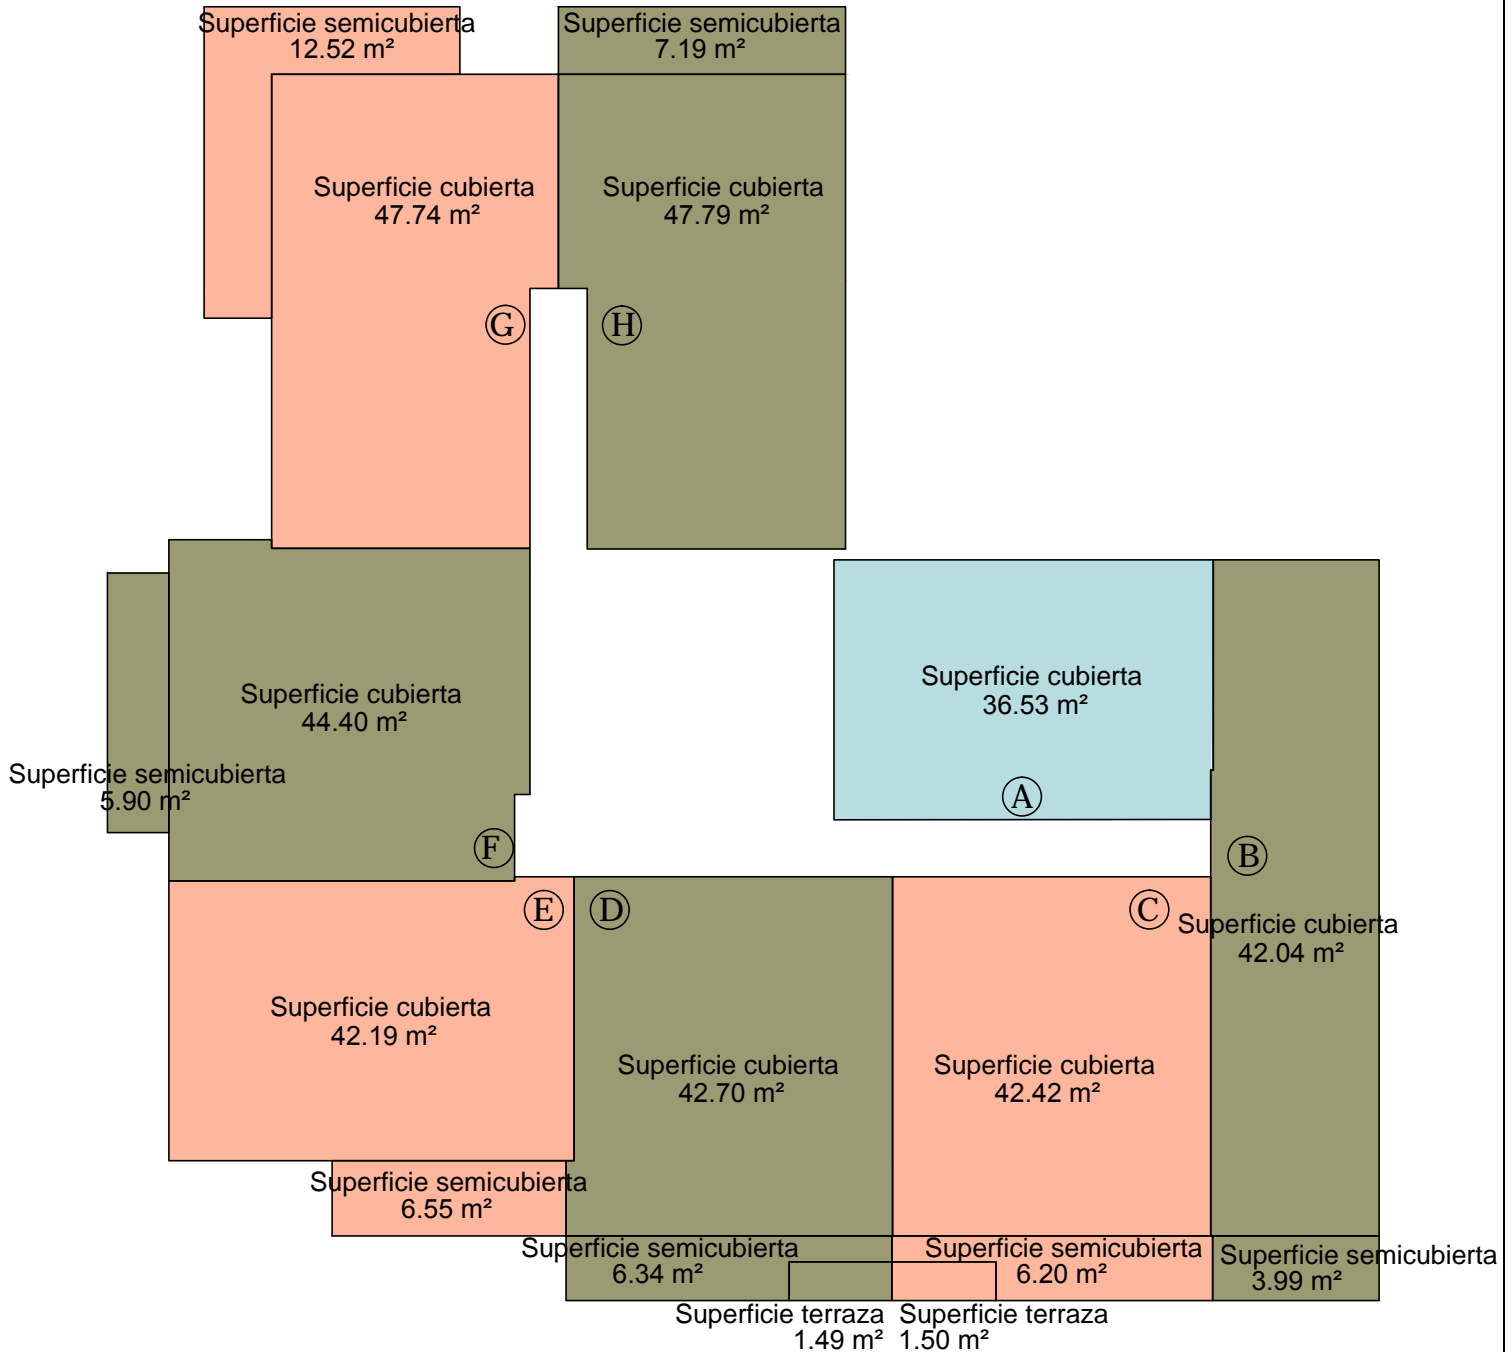 Superficie semicubierta
12.52 m²
Superficie semicubierta
7.19 m²
Superficie cubierta
47.74 m²
Superficie cubierta
47.79 m²
G
H
Superficie cubierta
44.40 m²
Superficie semicubierta
5.90 m²
F
Superficie cubierta
36.53 m²
A
B
Superficie cubierta
42.04 m²
E
D
C
Superficie cubierta
42.19 m²
Superficie cubierta
42.70 m²
Superficie cubierta
42.42 m²
Superficie semicubierta
6.55 m²
Superficie semicubierta
6.34 m²
Superficie semicubierta
6.20 m²
Superficie semicubierta
3.99 m²
Superficie terraza
1.49 m²
Superficie terraza
1.50 m²